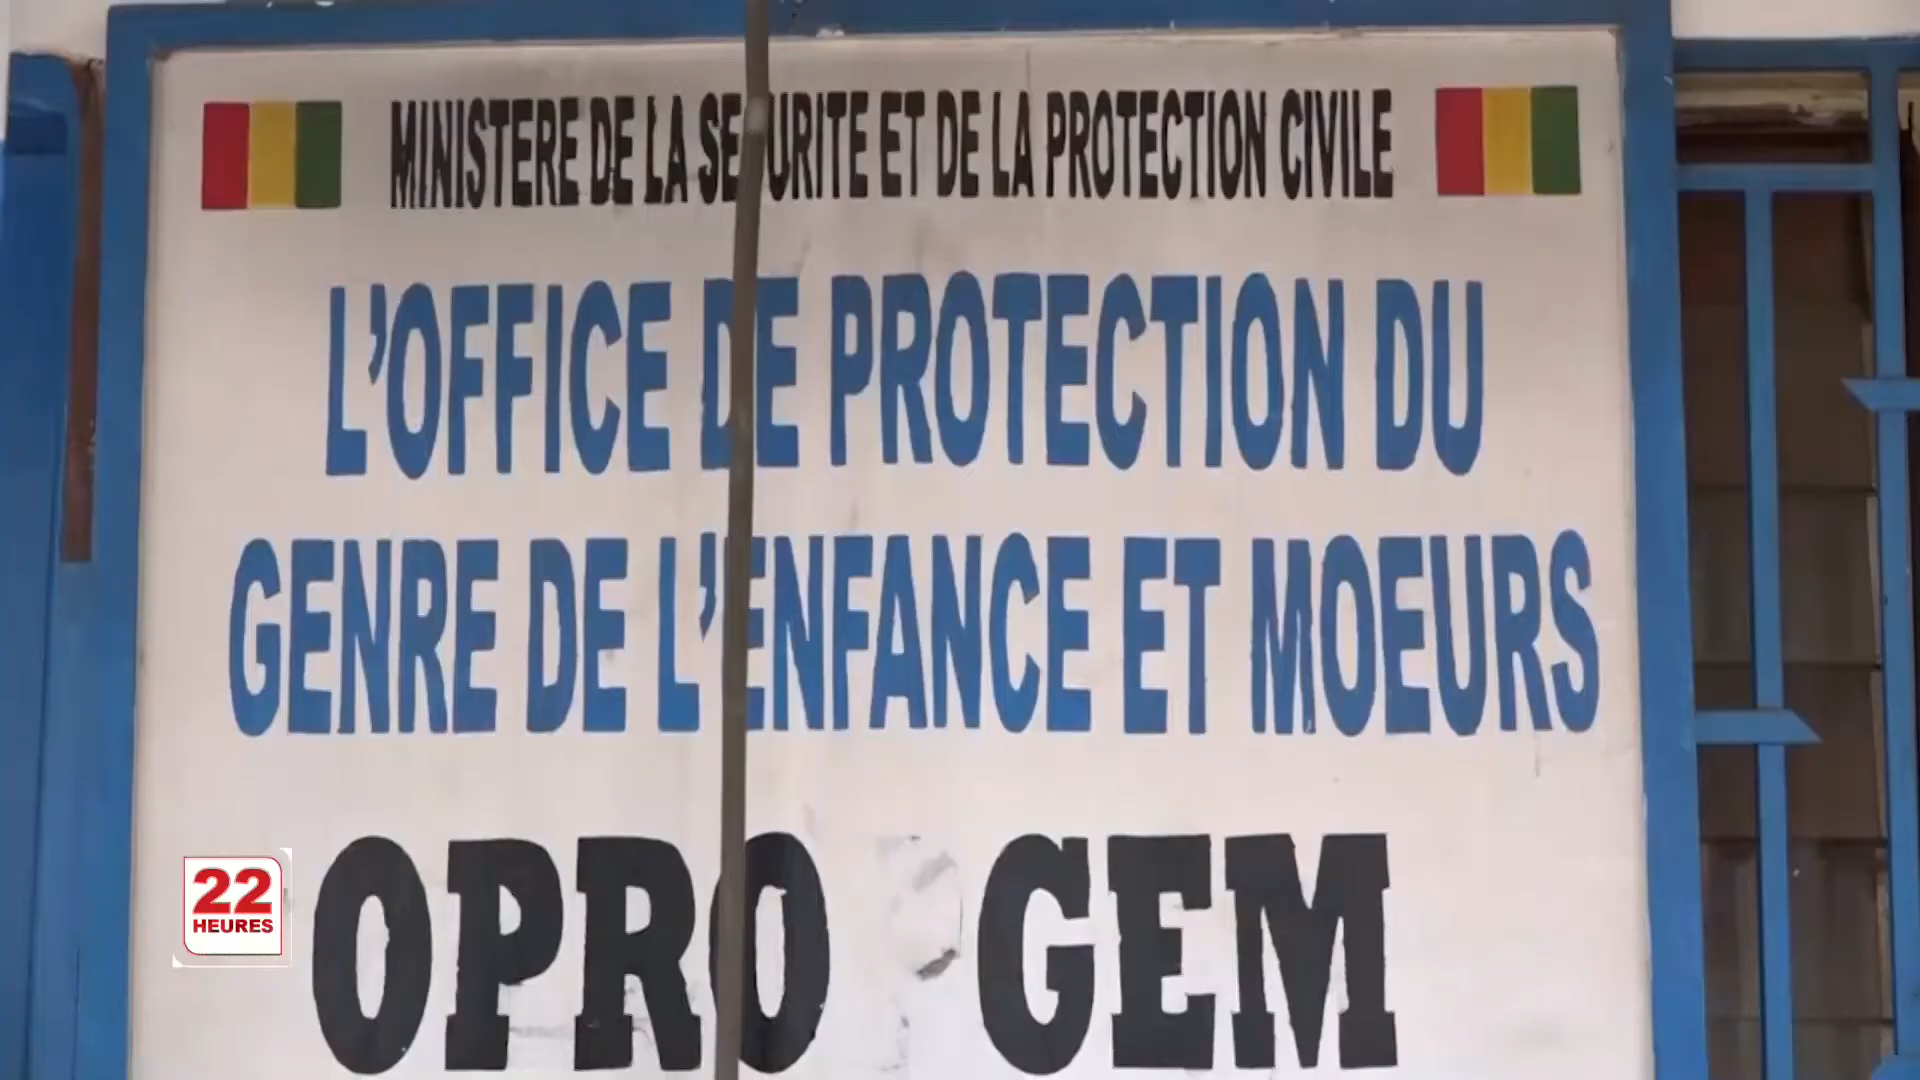 MINISTERE DE LA SECURITE ET DE LA PROTECTION CIVILE
L'OFFICE DE PROTECTION DU
GENRE DE L'ENFANCE ET MOEURS
OPRO GEM
22
HEURES